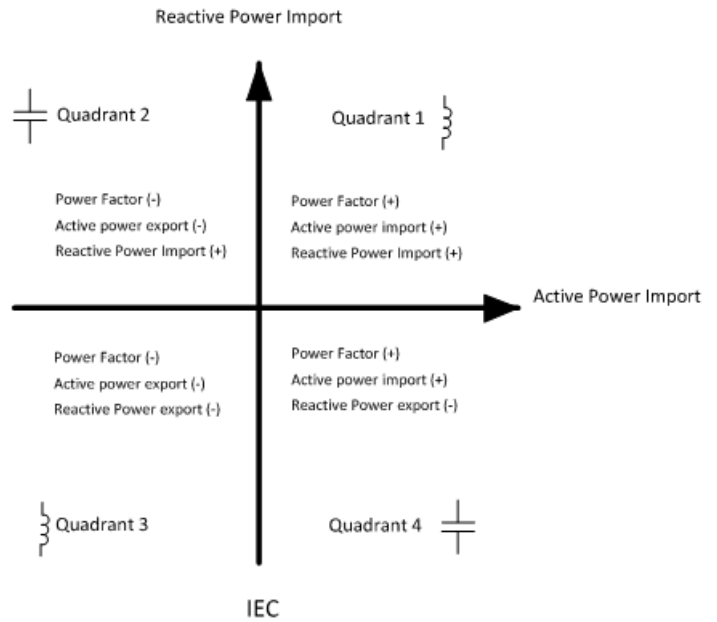 Reactive Power Import
Quadrant 2
Quadrant 1
Power Factor (-)
Active power export (-)
Reactive Power Import (+)
Power Factor (+)
Active power import (+)
Reactive Power Import (+)
Active Power Import
Power Factor (-)
Active power export (-)
Reactive Power export (-)
Power Factor (+)
Active power import (+)
Reactive Power export (-)
Quadrant 3
Quadrant 4
IEC